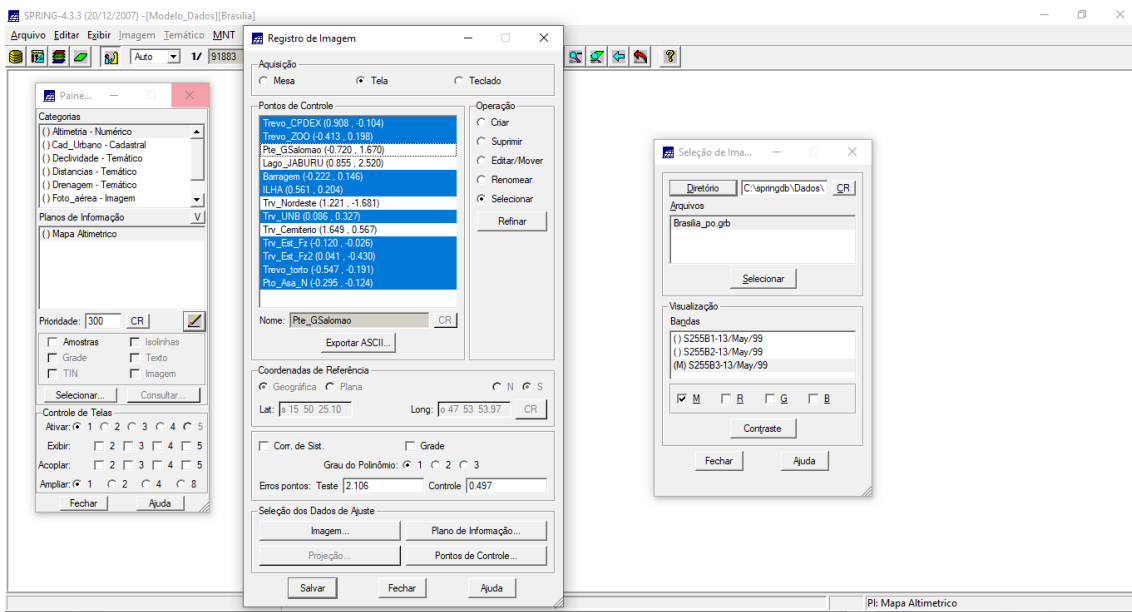 SPRING-4.3.3 (20/12/2007) -[Modelo_Dados][Brasilia]
Arquivo Editar Exibir Imagem Temático MNT
Auto 1/ 91883
Paine...
Categorias
( ) Altimetria - Numérico
( ) Cad_Urbano - Cadastral
( ) Declividade - Temático
( ) Distancias - Temático
( ) Drenagem - Temático
( ) Foto_aérea - Imagem
Planos de Informação V
( ) Mapa Altimetrico
Prioridade: 300 CR
Amostras Isolinhas
Grade Texto
TIN Imagem
Selecionar... Consultar...
Controle de Telas
Ativar: 1 2 3 4 5
Exibir: 2 3 4 5
Acoplar: 2 3 4 5
Ampliar: 1 2 4 8
Fechar Ajuda
Registro de Imagem
Aquisição
Mesa Tela Teclado
Pontos de Controle
Trevo_CPDEX (0.908 , -0.104)
Trevo_ZOO (-0.413 , 0.198)
Pte_GSalomao (-0.720 , 1.670)
Lago_JABURU (0.855 , 2.520)
Barragem (-0.222 , 0.146)
ILHA (0.561 , 0.204)
Trv_Nordeste (1.221 , -1.681)
Trv_UNB (0.086 , 0.327)
Trv_Cemiterio (1.649 , 0.567)
Trv_Est_Fz (-0.120 , -0.026)
Trv_Est_Fz2 (0.041 , -0.430)
Trevo_torto (-0.547 , -0.191)
Pto_Asa_N (-0.295 , -0.124)
Nome: Pte_GSalomao CR
Exportar ASCII...
Operação
Criar
Suprimir
Editar/Mover
Renomear
Selecionar
Refinar
Coordenadas de Referência
Geográfica Plana N S
Lat: s 15 50 25.10 Long: o 47 53 53.97 CR
Corr. de Sist. Grade
Grau do Polinômio: 1 2 3
Erros pontos: Teste 2.106 Controle 0.497
Seleção dos Dados de Ajuste
Imagem... Plano de Informação...
Projeção... Pontos de Controle...
Salvar Fechar Ajuda
Seleção de Ima...
Diretório C:\springdb\Dados\ CR
Arquivos
Brasilia_po.grb
Selecionar
Visualização
Bandas
( ) S255B1-13/May/99
( ) S255B2-13/May/99
(M) S255B3-13/May/99
M R G B
Contraste
Fechar Ajuda
PI: Mapa Altimetrico